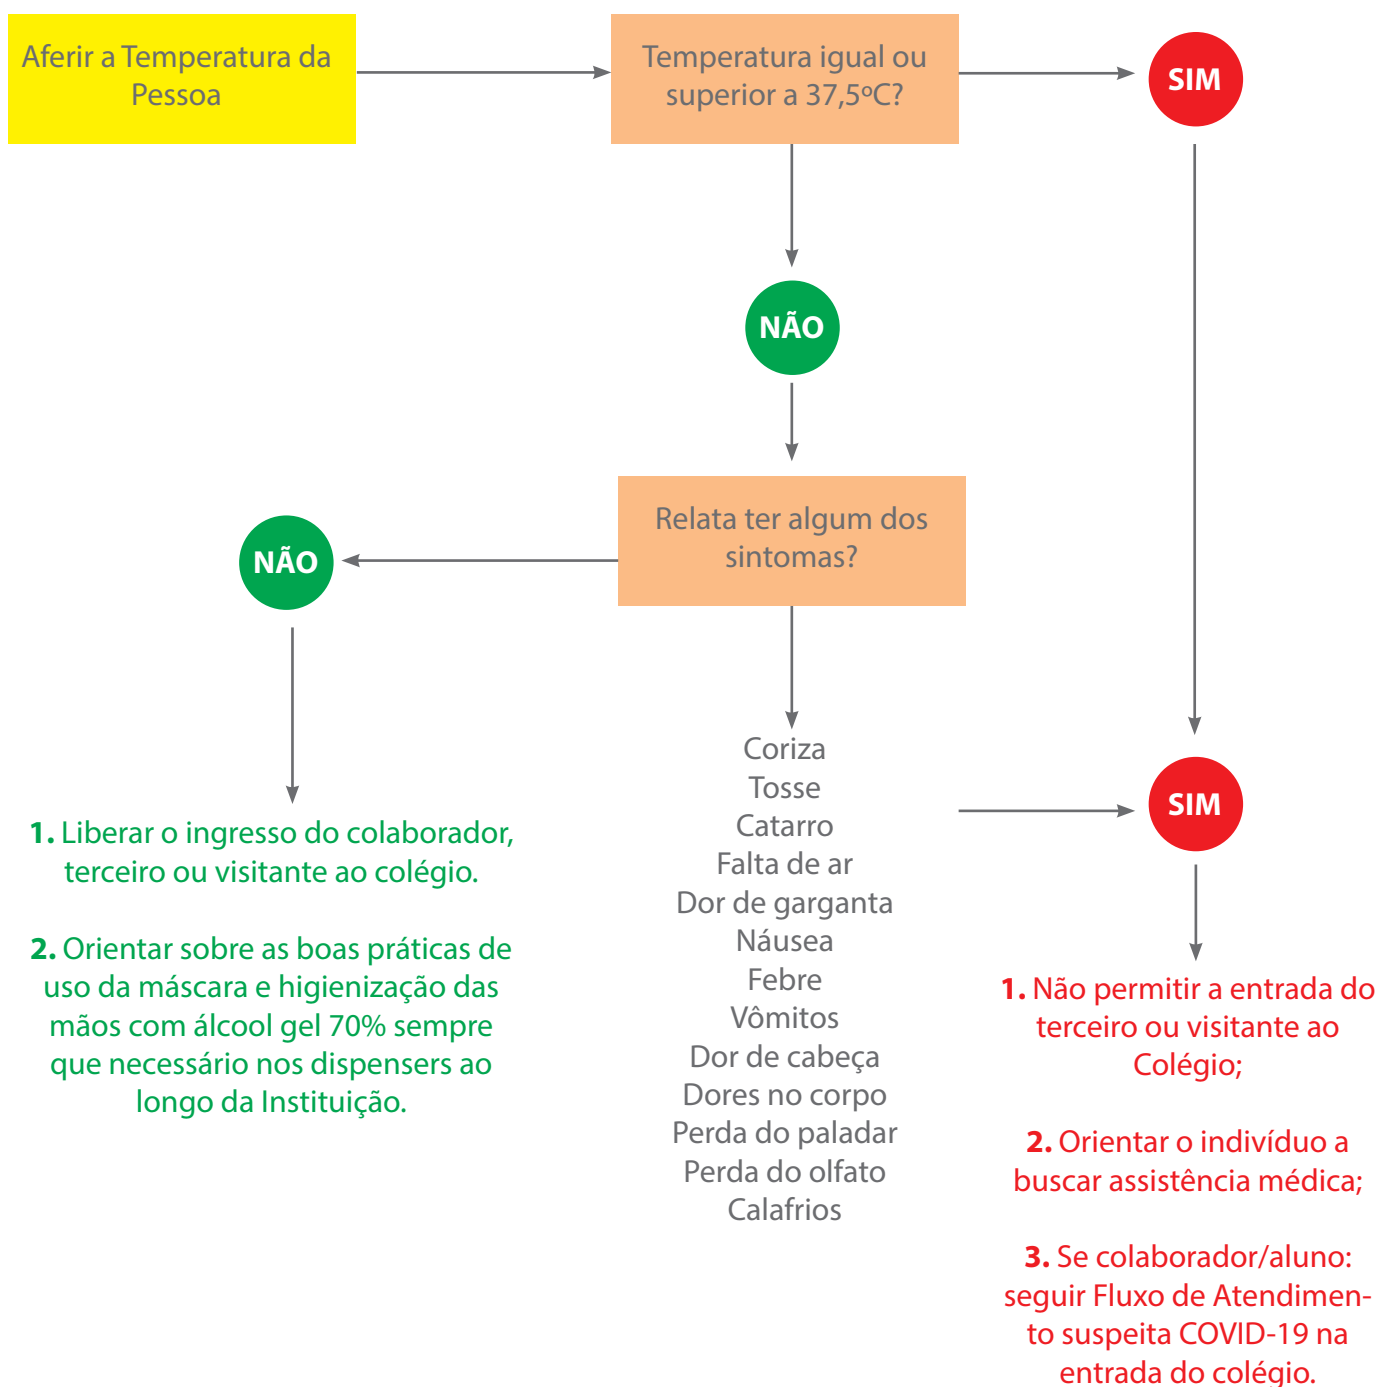 Aferir a Temperatura da
Pessoa
Temperatura igual ou
superior a 37,5ºC?
SIM
NÃO
Relata ter algum dos
sintomas?
NÃO
1. Liberar o ingresso do colaborador,
terceiro ou visitante ao colégio.
2. Orientar sobre as boas práticas de
uso da máscara e higienização das
mãos com álcool gel 70% sempre
que necessário nos dispensers ao
longo da Instituição.
Coriza
Tosse
Catarro
Falta de ar
Dor de garganta
Náusea
Febre
Vômitos
Dor de cabeça
Dores no corpo
Perda do paladar
Perda do olfato
Calafrios
SIM
1. Não permitir a entrada do
terceiro ou visitante ao
Colégio;
2. Orientar o indivíduo a
buscar assistência médica;
3. Se colaborador/aluno:
seguir Fluxo de Atendimen-
to suspeita COVID-19 na
entrada do colégio.